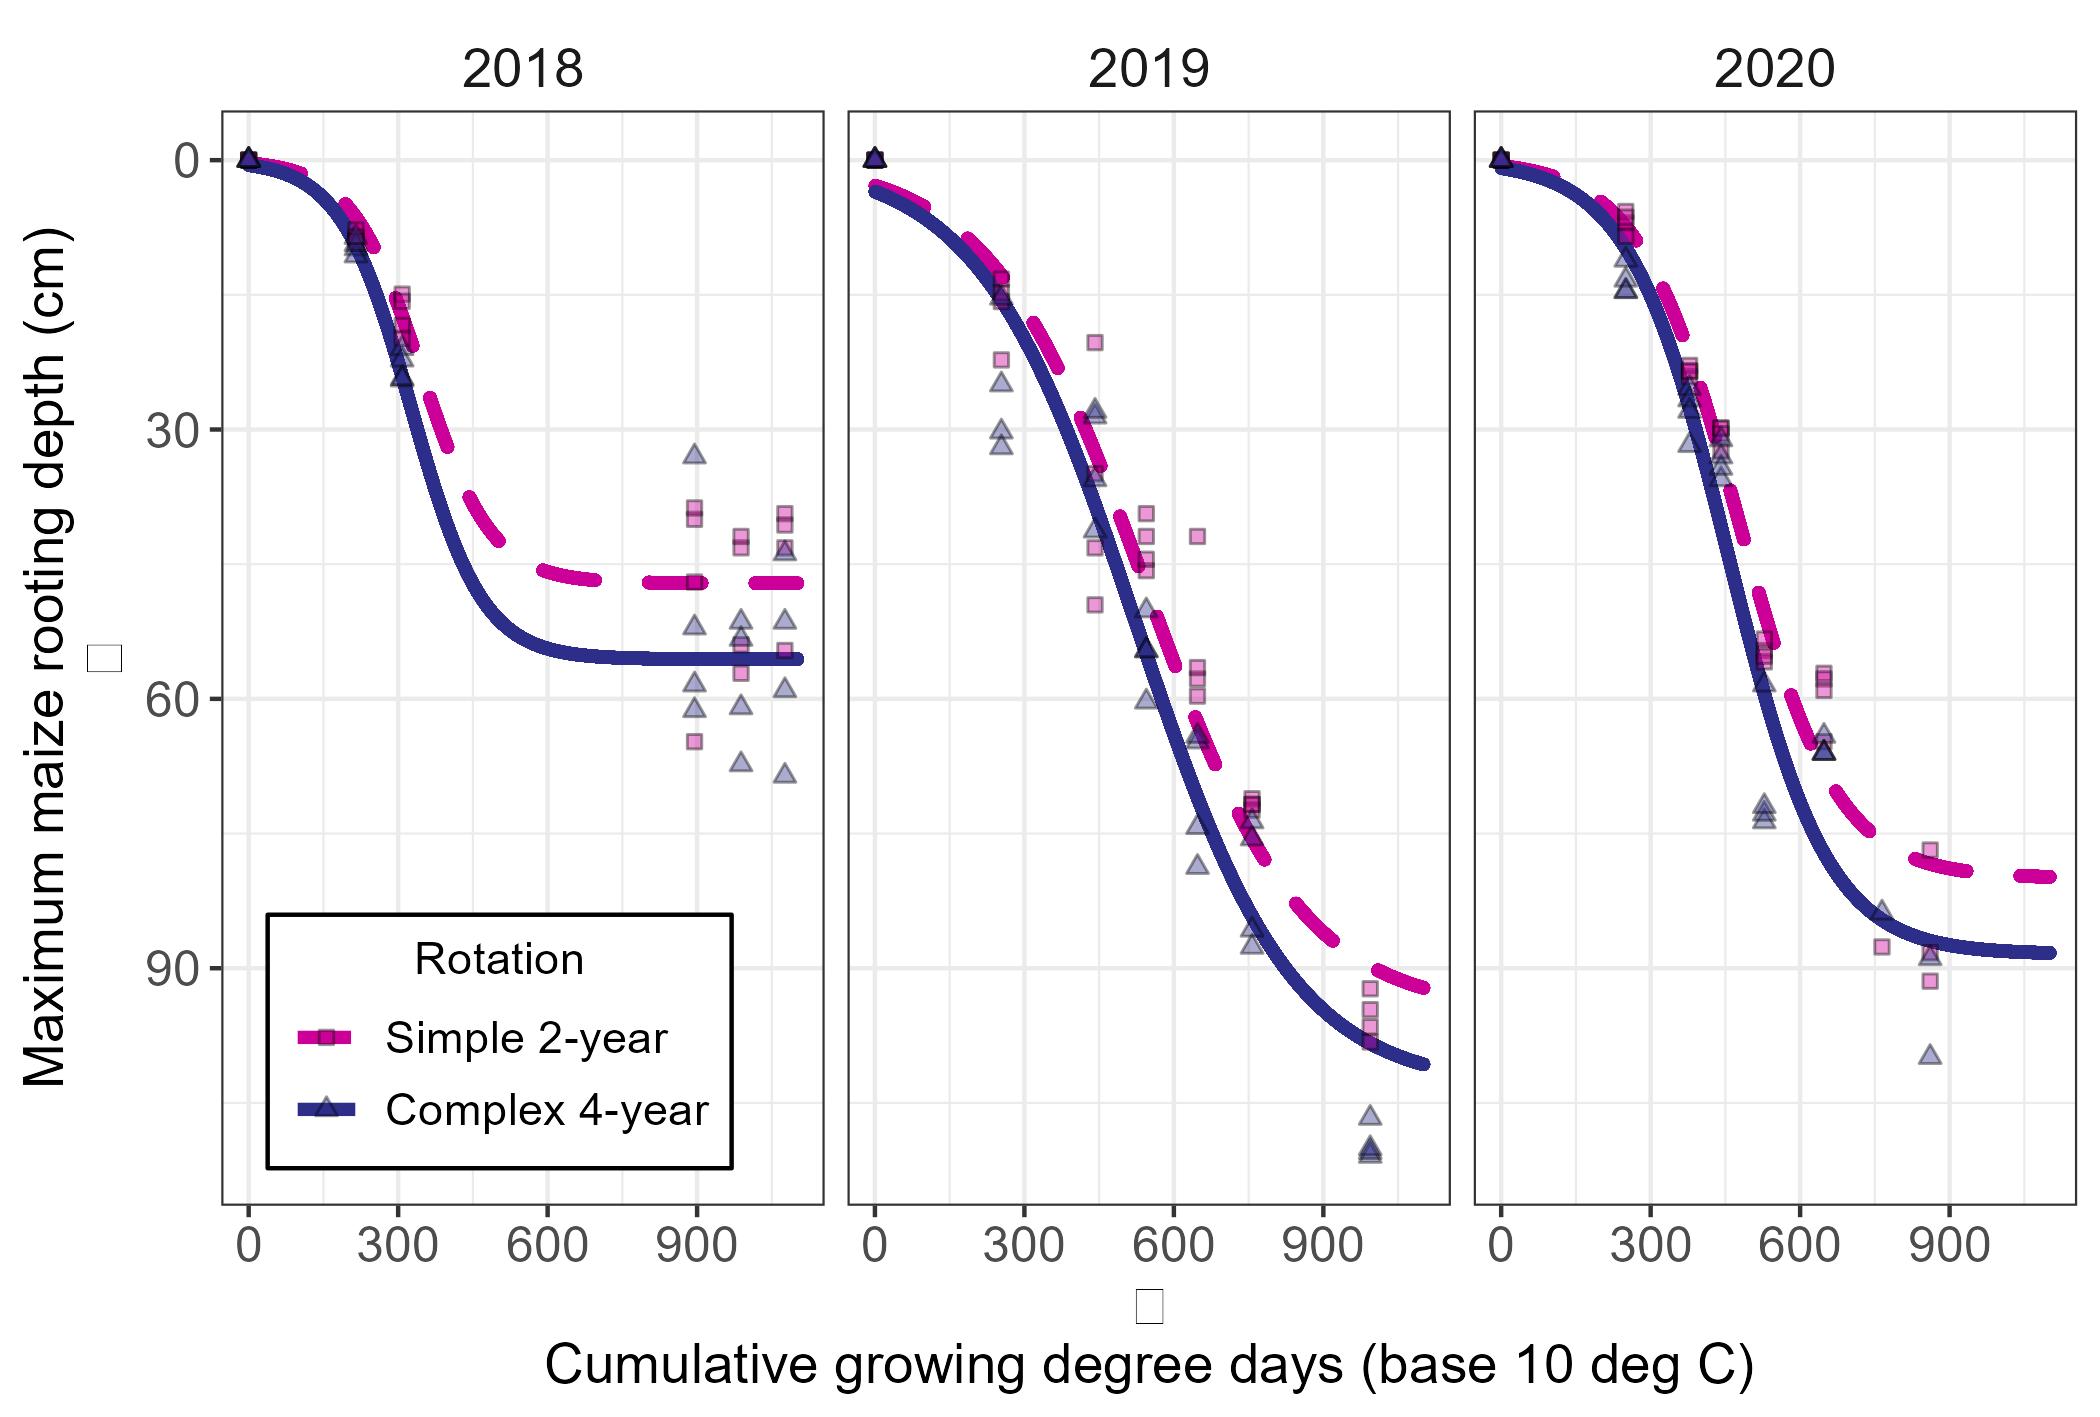 2018 2019 2020
Maximum maize rooting depth (cm)
0
30
60
90
Rotation
Simple 2-year
Complex 4-year
0 300 600 900 0 300 600 900 0 300 600 900
Cumulative growing degree days (base 10 deg C)